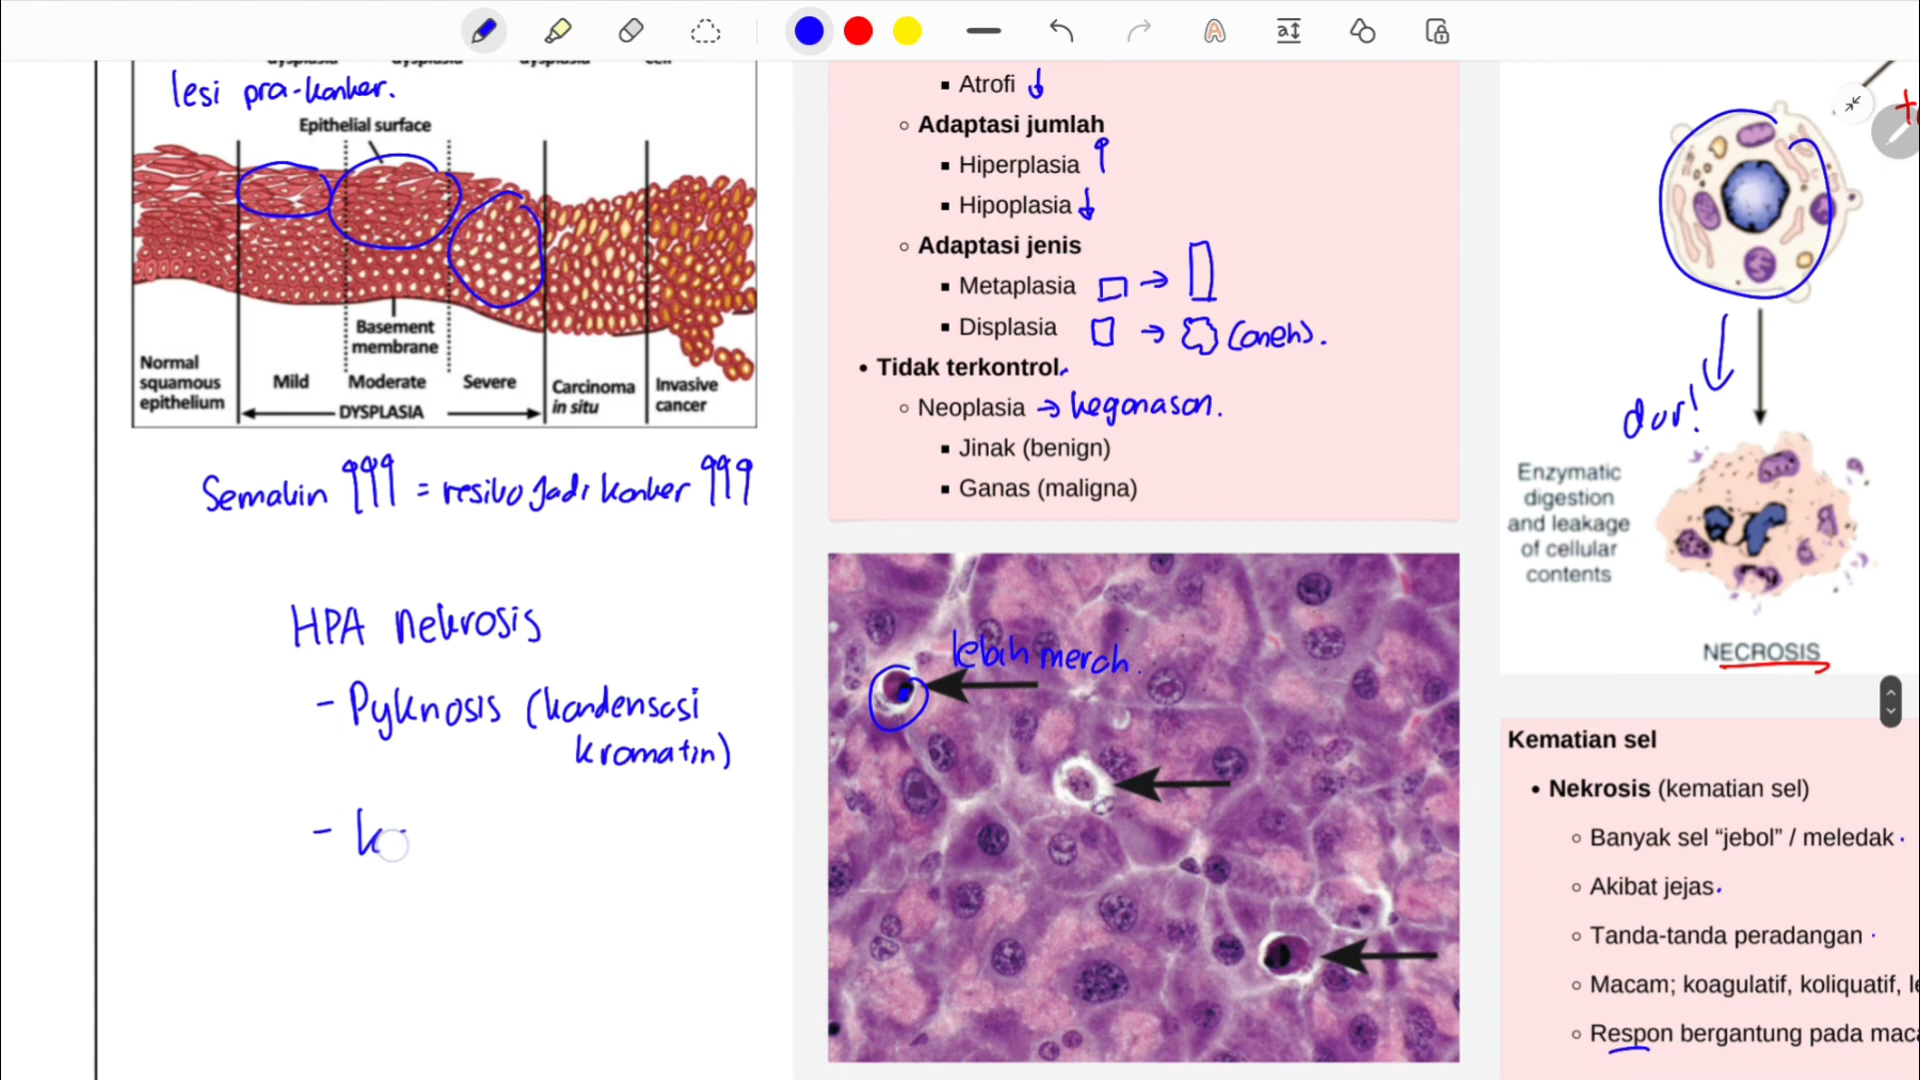 lesi pra-kanker.
Epithelial surface
Basement
membrane
Normal
squamous
epithelium
Mild
Moderate
Severe
Carcinoma
in situ
Invasive
cancer
DYSPLASIA
Semakin = resiko jadi kanker
HPA nekrosis
- Pyknosis (kondensasi
kromatin)
- k
Atrofi
Adaptasi jumlah
Hiperplasia
Hipoplasia
Adaptasi jenis
Metaplasia
Displasia (aneh).
Tidak terkontrol
Neoplasia → keganasan.
Jinak (benign)
Ganas (maligna)
lebih merah.
dor!
Enzymatic
digestion
and leakage
of cellular
contents
NECROSIS
Kematian sel
Nekrosis (kematian sel)
Banyak sel “jebol” / meledak
Akibat jejas
Tanda-tanda peradangan
Macam; koagulatif, koliquatif,
Respon bergantung pada